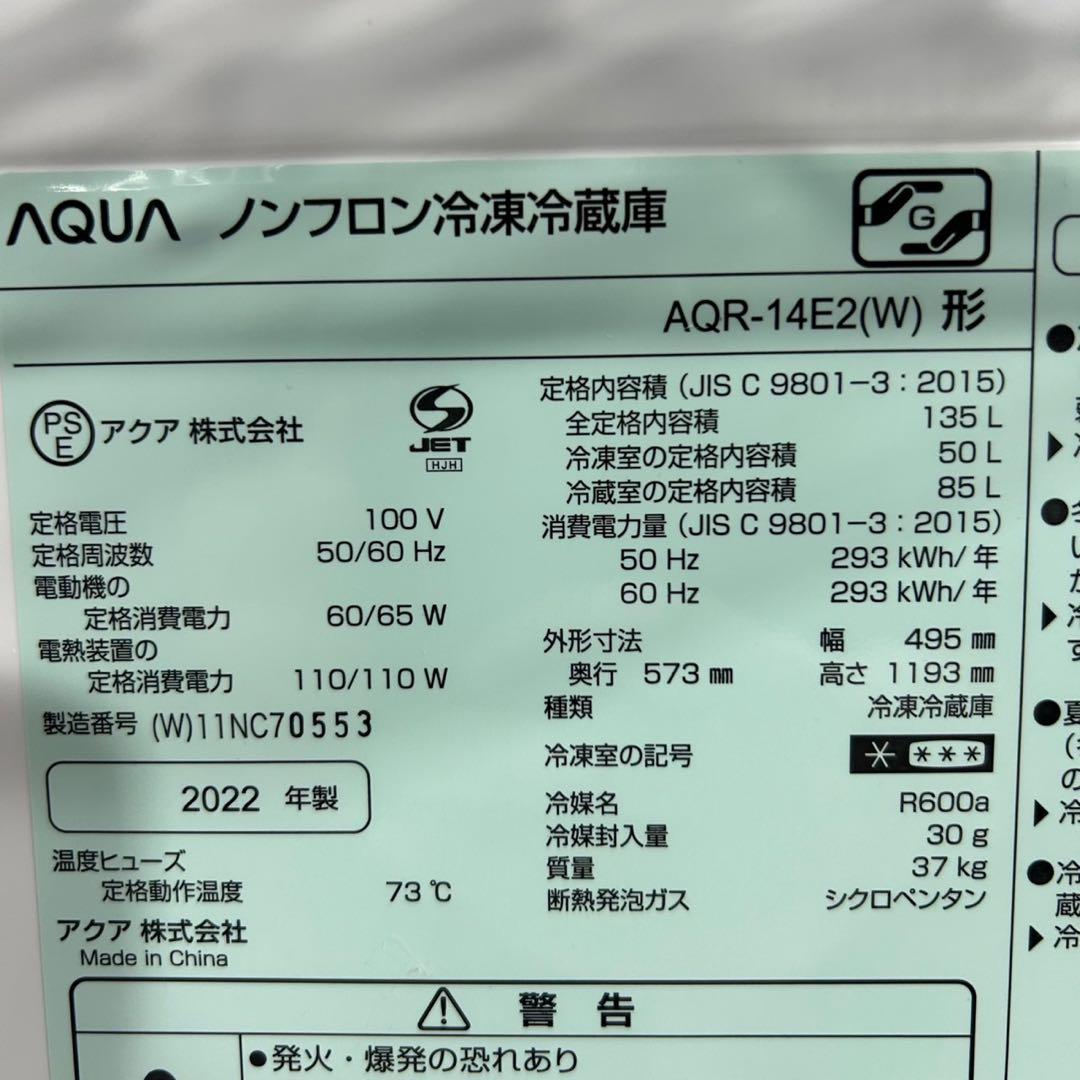 AQUA ノンフロン冷凍冷蔵庫
G
AQR-14E2(W) 形
PS
E
アクア 株式会社
JET
HJH
定格電圧 100 V
定格周波数 50/60 Hz
電動機の
定格消費電力 60/65 W
電熱装置の
定格消費電力 110/110 W
製造番号 (W)11NC70553
2022 年製
温度ヒューズ
定格動作温度 73 ℃
アクア 株式会社
Made in China
定格内容積 (JIS C 9801-3 : 2015)
全定格内容積 135 L
冷凍室の定格内容積 50 L
冷蔵室の定格内容積 85 L
消費電力量 (JIS C 9801-3 : 2015)
50 Hz 293 kWh/年
60 Hz 293 kWh/年
外形寸法 幅 495 ㎜
奥行 573 ㎜ 高さ 1193 ㎜
種類 冷凍冷蔵庫
冷凍室の記号 * ***
冷媒名 R600a
冷媒封入量 30 g
質量 37 kg
断熱発泡ガス シクロペンタン
⚠ 警告
●発火・爆発の恐れあり
い
す
●夏
の
▶冷
●冷
蔵
▶冷